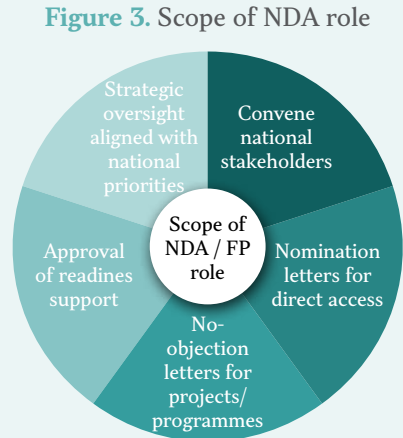 Figure 3. Scope of NDA role
Strategic
oversight
aligned with
national
priorities
Convene
national
stakeholders
Scope of
NDA / FP
role
Approval
of readines
support
Nomination
letters for
direct access
No-
objection
letters for
projects/
programmes